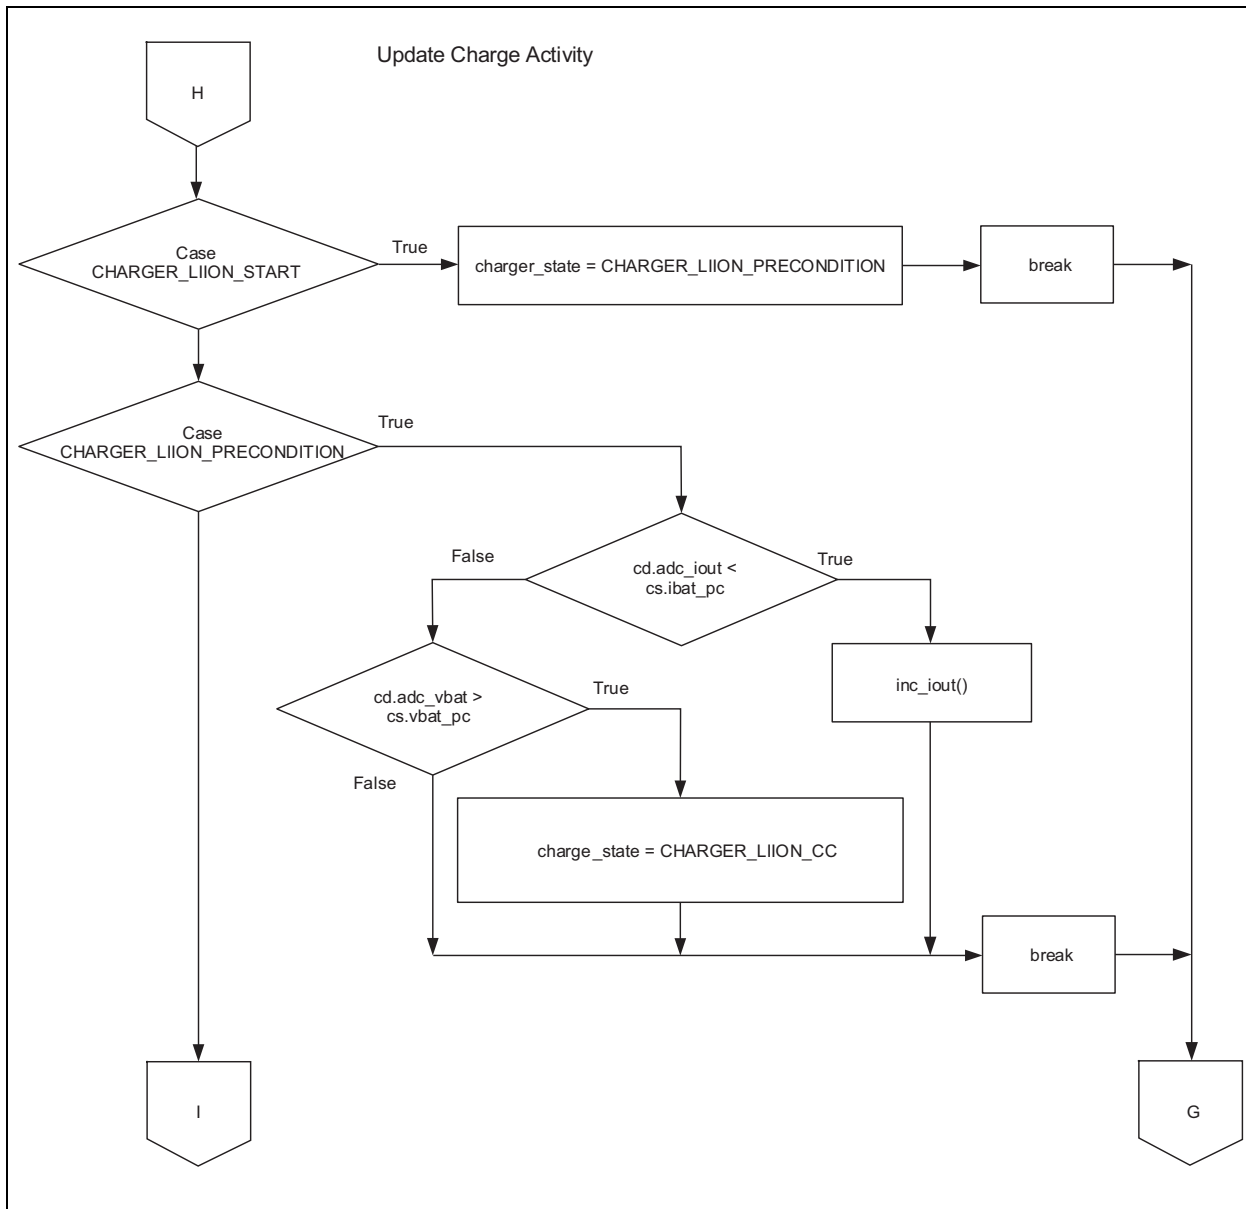 Update Charge Activity
H
Case
CHARGER_LIION_START
True
charger_state = CHARGER_LIION_PRECONDITION
break
Case
CHARGER_LIION_PRECONDITION
True
cd.adc_iout <
cs.ibat_pc
False
True
cd.adc_vbat >
cs.vbat_pc
True
False
inc_iout()
charge_state = CHARGER_LIION_CC
break
I
G